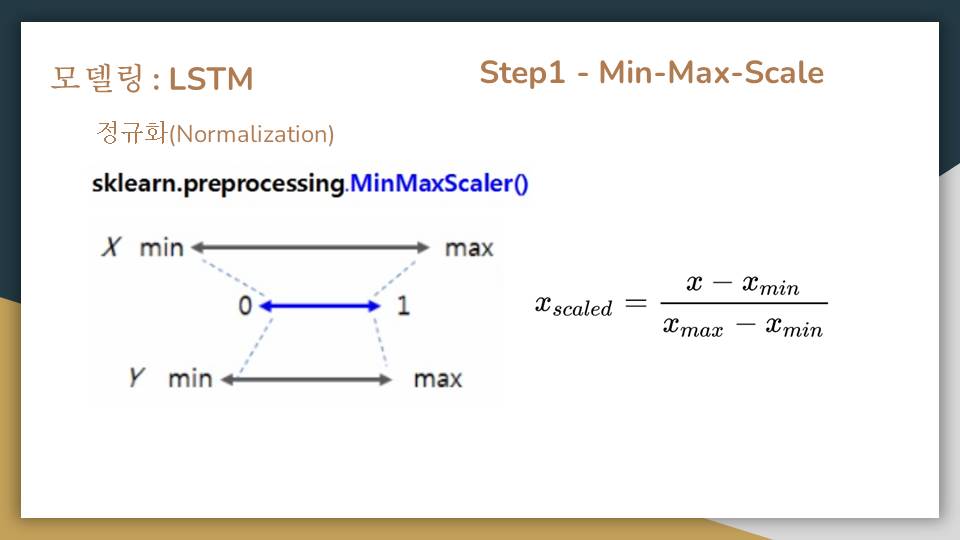 모델링 : LSTM
Step1 - Min-Max-Scale
정규화(Normalization)
sklearn.preprocessing.MinMaxScaler()
X min max
0 1
Y min max
x_{scaled} = \frac{x - x_{min}}{x_{max} - x_{min}}